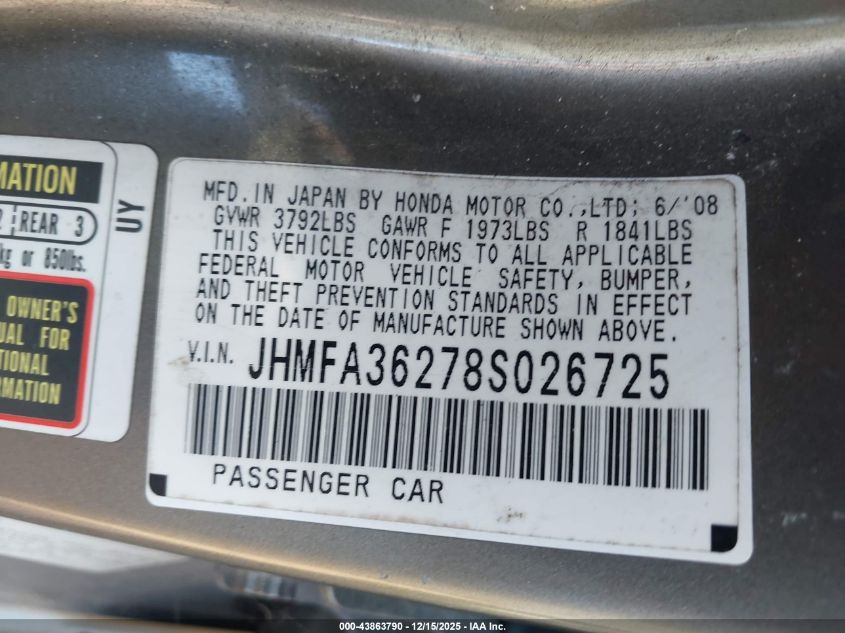 MATION
2 REAR 3
kg or 850lbs.
OWNER'S
UAL FOR
TIONAL
RMATION
UY
MFD. IN JAPAN BY HONDA MOTOR CO.,LTD; 6/'08
GVWR 3792LBS GAWR F 1973LBS R 1841LBS
THIS VEHICLE CONFORMS TO ALL APPLICABLE
FEDERAL MOTOR VEHICLE SAFETY, BUMPER,
AND THEFT PREVENTION STANDARDS IN EFFECT
ON THE DATE OF MANUFACTURE SHOWN ABOVE.
V.I.N. JHMFA36278S026725
PASSENGER CAR
000-43863790 - 12/15/2025 - IAA Inc.